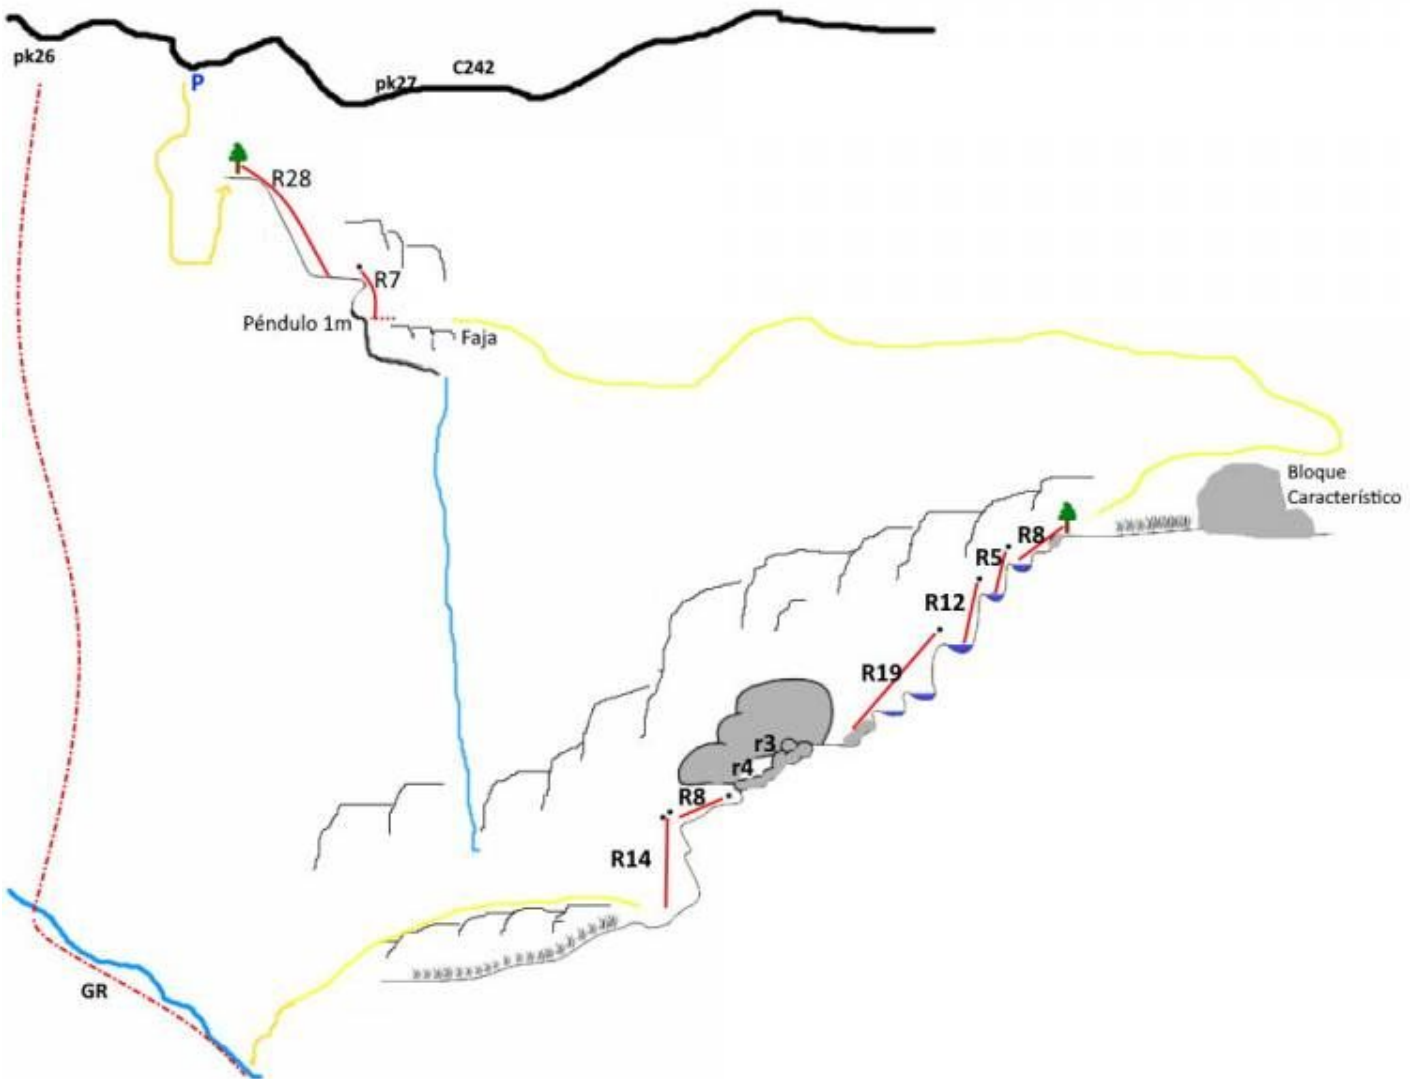 pk26
P
pk27
C242
R28
R7
Péndulo 1m
Faja
Bloque
Característico
R8
R5
R12
R19
r3
r4
R8
R14
GR